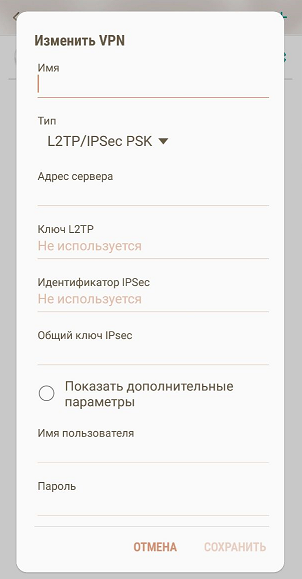 Изменить VPN
Имя
Тип
L2TP/IPSec PSK
Адрес сервера
Ключ L2TP
Не используется
Идентификатор IPSec
Не используется
Общий ключ IPsec
Показать дополнительные
параметры
Имя пользователя
Пароль
ОТМЕНА СОХРАНИТЬ